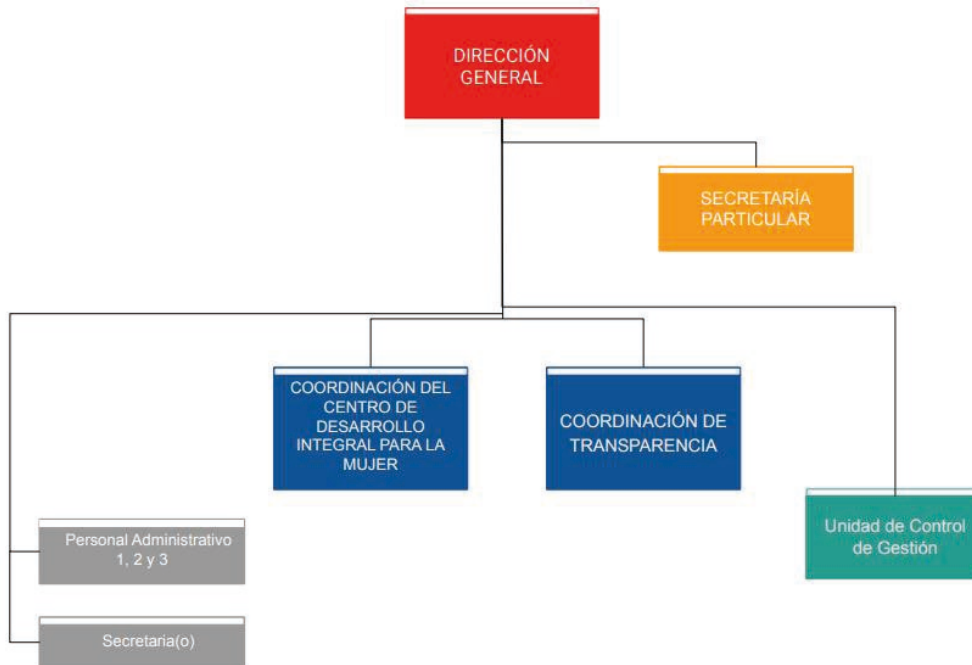 DIRECCIÓN
GENERAL
SECRETARÍA
PARTICULAR
COORDINACIÓN DEL
CENTRO DE
DESARROLLO
INTEGRAL PARA LA
MUJER
COORDINACIÓN DE
TRANSPARENCIA
Unidad de Control
de Gestión
Personal Administrativo
1, 2 y 3
Secretaria(o)